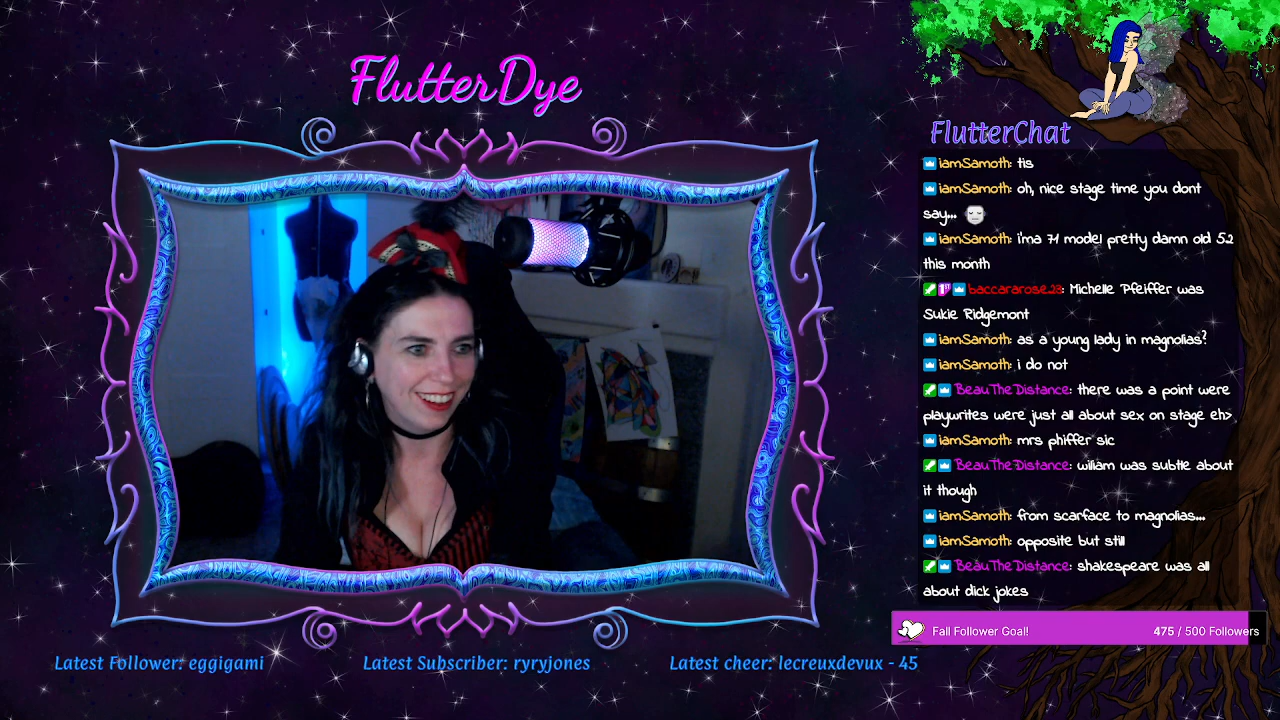 FlutterDye
FlutterChat
iamSamoth: tis
iamSamoth: oh, nice stage time you dont
say...
iamSamoth: i'ma 71 model pretty damn old 52
this month
1ST baccararose23: Michelle Pfeiffer was
Sukie Ridgemont
iamSamoth: as a young lady in magnolias?
iamSamoth: i do not
BeauTheDistance: there was a point were
playwrites were just all about sex on stage eh>
iamSamoth: mrs phiffer sic
BeauTheDistance: wiliam was subtle about
it though
iamSamoth: from scarface to magnolias...
iamSamoth: opposite but still
BeauTheDistance: shakespeare was all
about dick jokes
Fall Follower Goal! 475 / 500 Followers
Latest Follower: eggigami
Latest Subscriber: ryryjones
Latest cheer: lecreuxdevux - 45